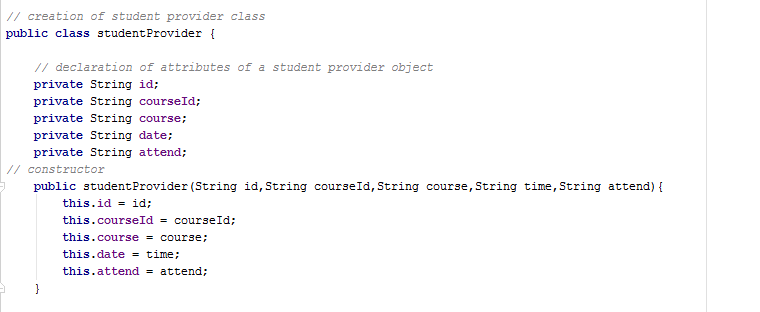 // creation of student provider class
public class studentProvider {
// declaration of attributes of a student provider object
private String id;
private String courseId;
private String course;
private String date;
private String attend;
// constructor
public studentProvider(String id,String courseId,String course,String time,String attend){
this.id = id;
this.courseId = courseId;
this.course = course;
this.date = time;
this.attend = attend;
}